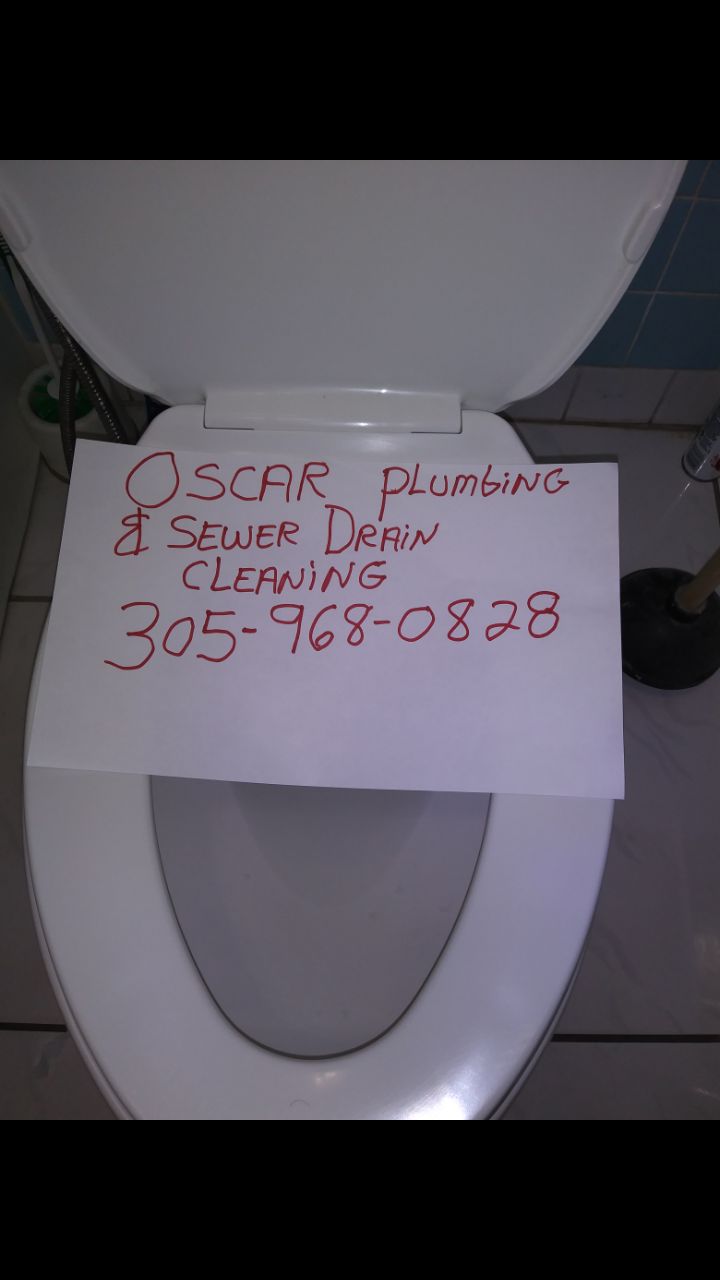 OSCAR PLUMBING
& SEWER DRAIN
CLEANING
305-968-0828